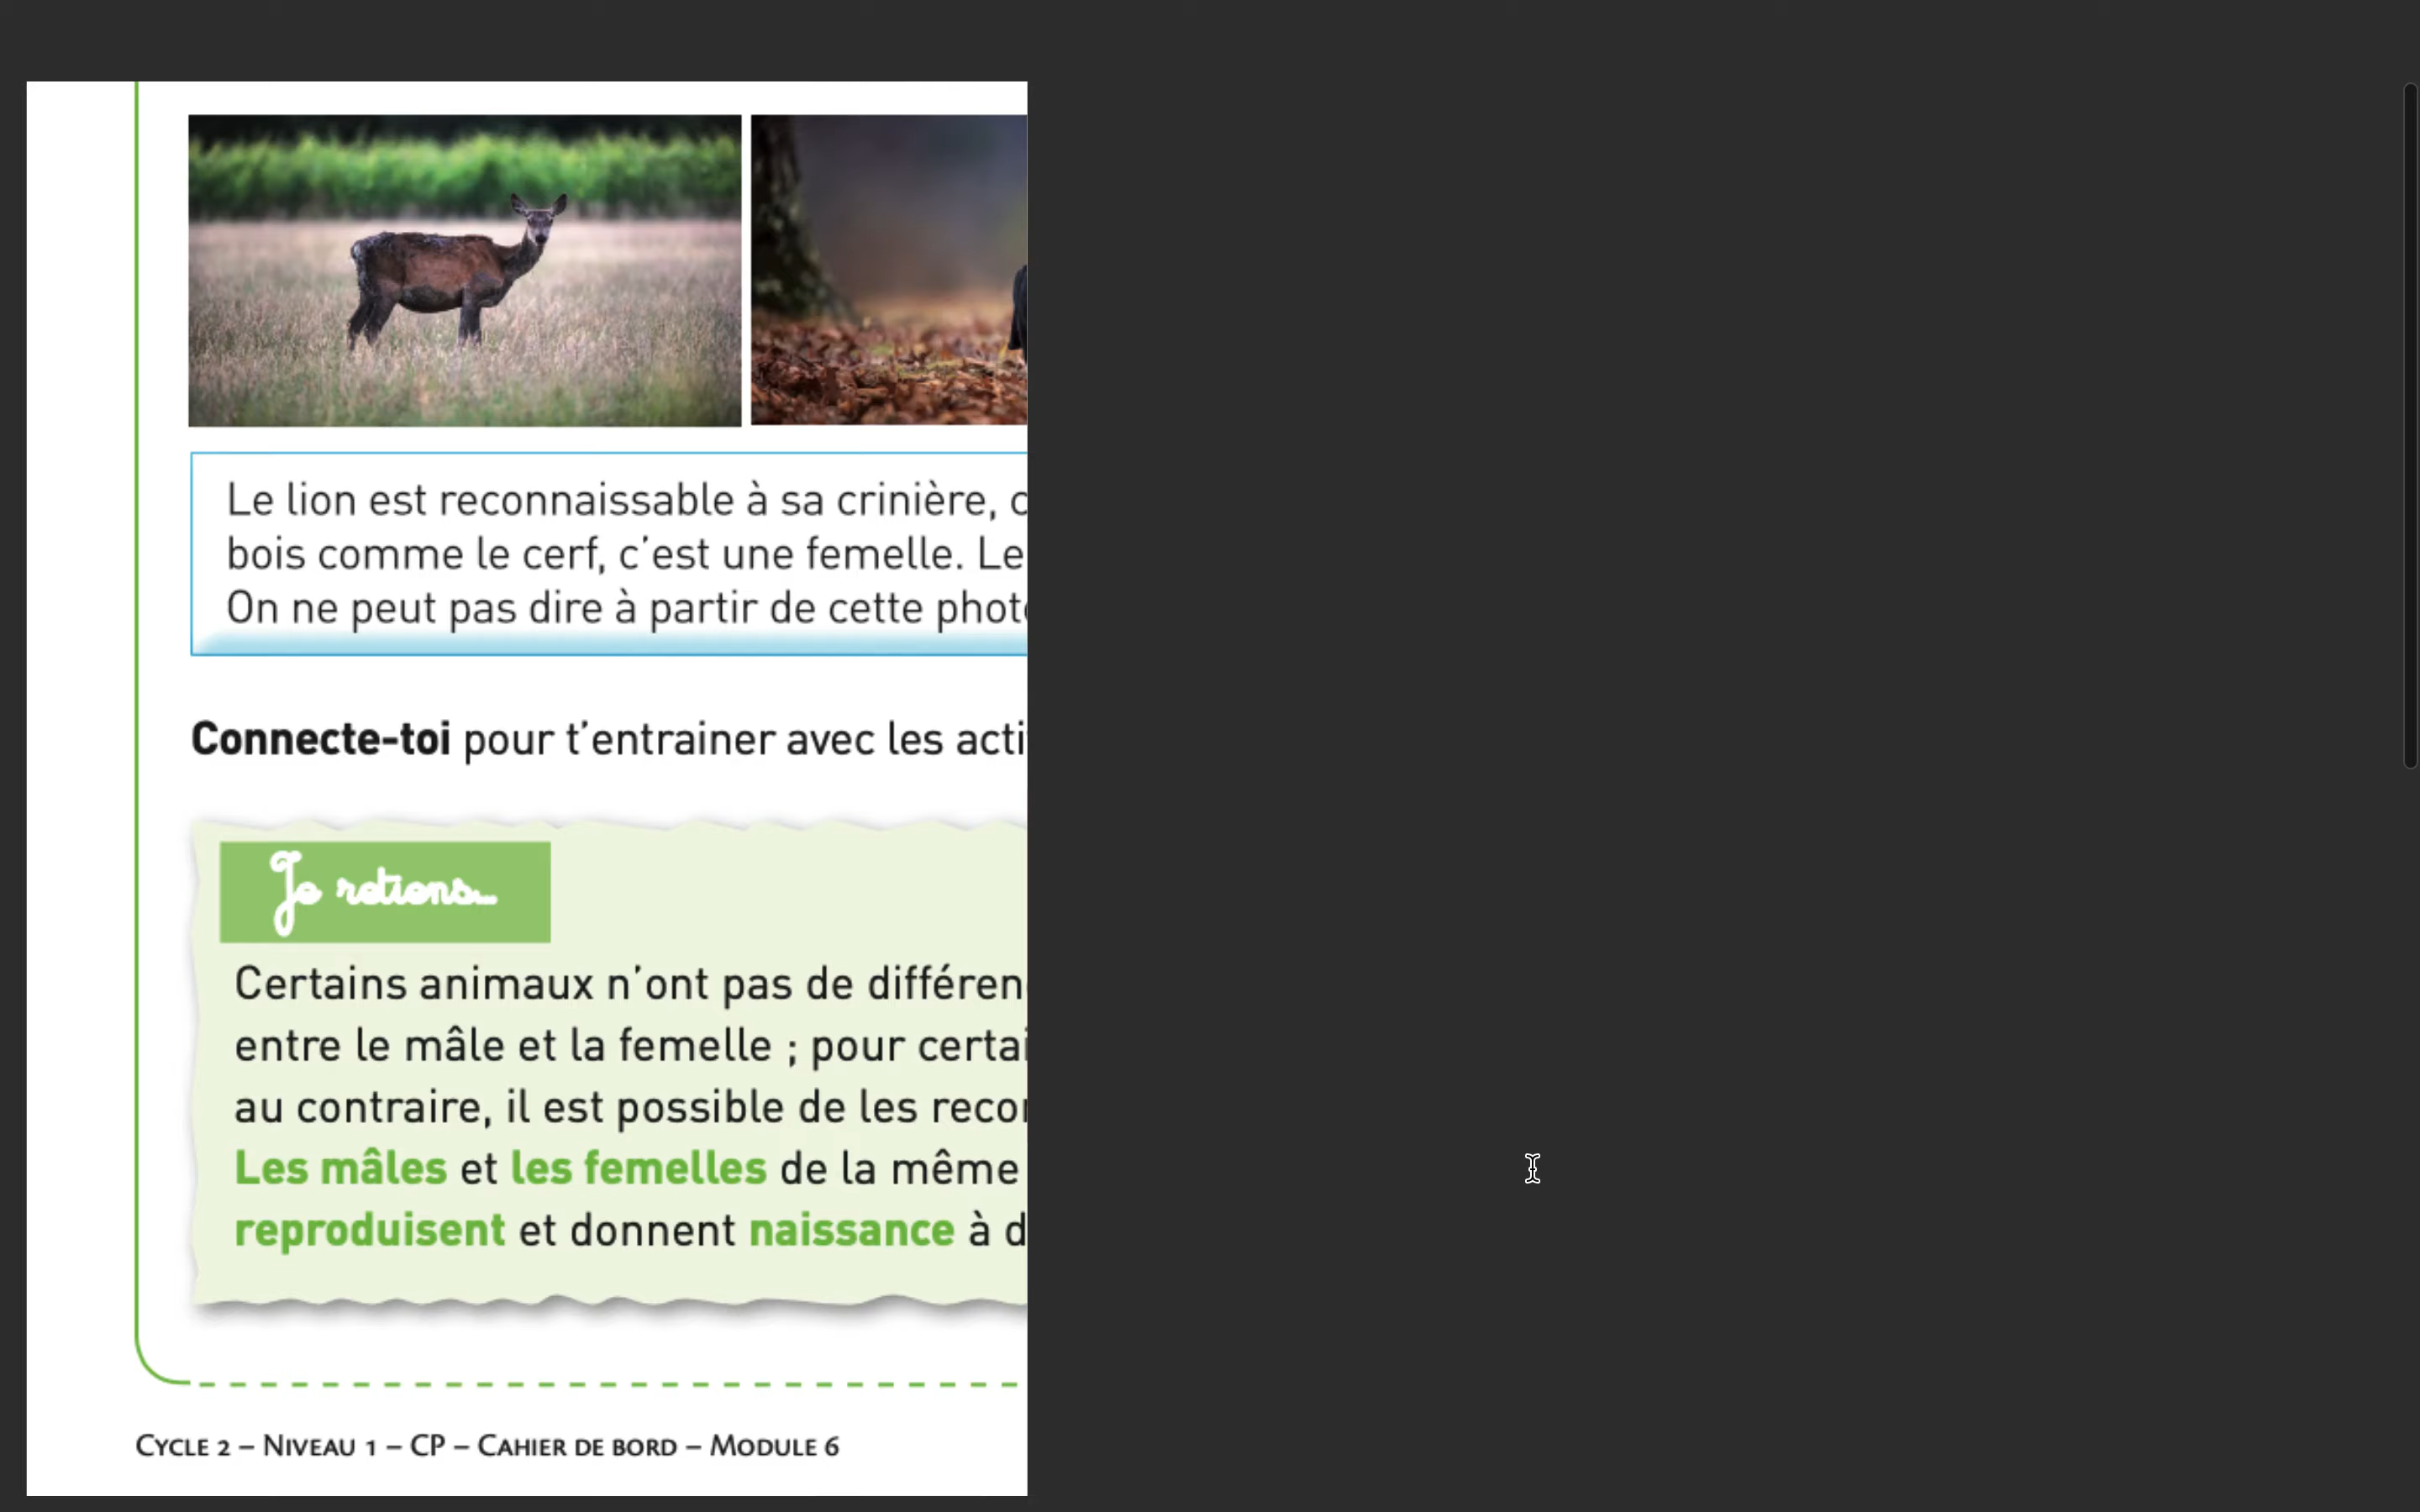 Le lion est reconnaissable à sa crinière,
bois comme le cerf, c'est une femelle. Le
On ne peut pas dire à partir de cette
Connecte-toi pour t'entrainer avec les
Je retiens...
Certains animaux n'ont pas de
entre le mâle et la femelle ; pour
au contraire, il est possible de les
Les mâles et les femelles de la même
reproduisent et donnent naissance à
CYCLE 2 – NIVEAU 1 – CP – CAHIER DE BORD – MODULE 6